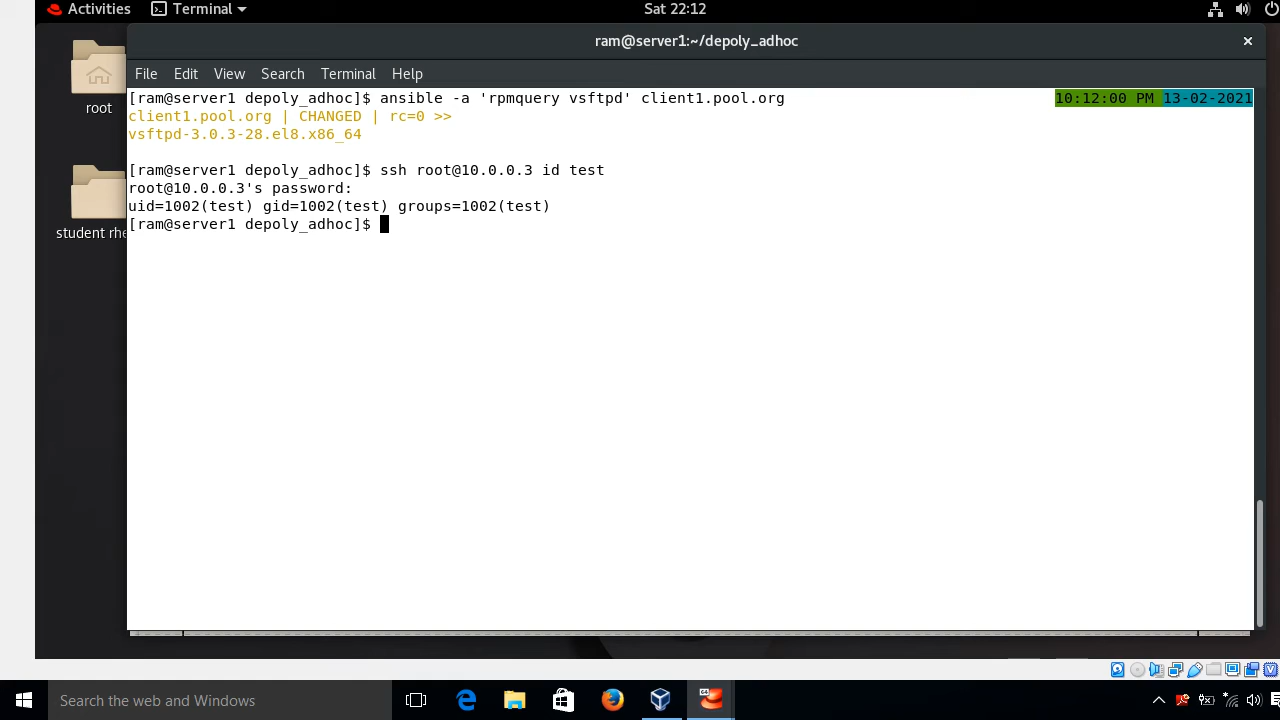 Activities Terminal Sat 22:12
ram@server1:~/depoly_adhoc ×
File Edit View Search Terminal Help
[ram@server1 depoly_adhoc]$ ansible -a 'rpmquery vsftpd' client1.pool.org 10:12:00 PM 13-02-2021
client1.pool.org | CHANGED | rc=0 >>
vsftpd-3.0.3-28.el8.x86_64
[ram@server1 depoly_adhoc]$ ssh root@10.0.0.3 id test
root@10.0.0.3's password:
uid=1002(test) gid=1002(test) groups=1002(test)
[ram@server1 depoly_adhoc]$
root
student rhe
Search the web and Windows